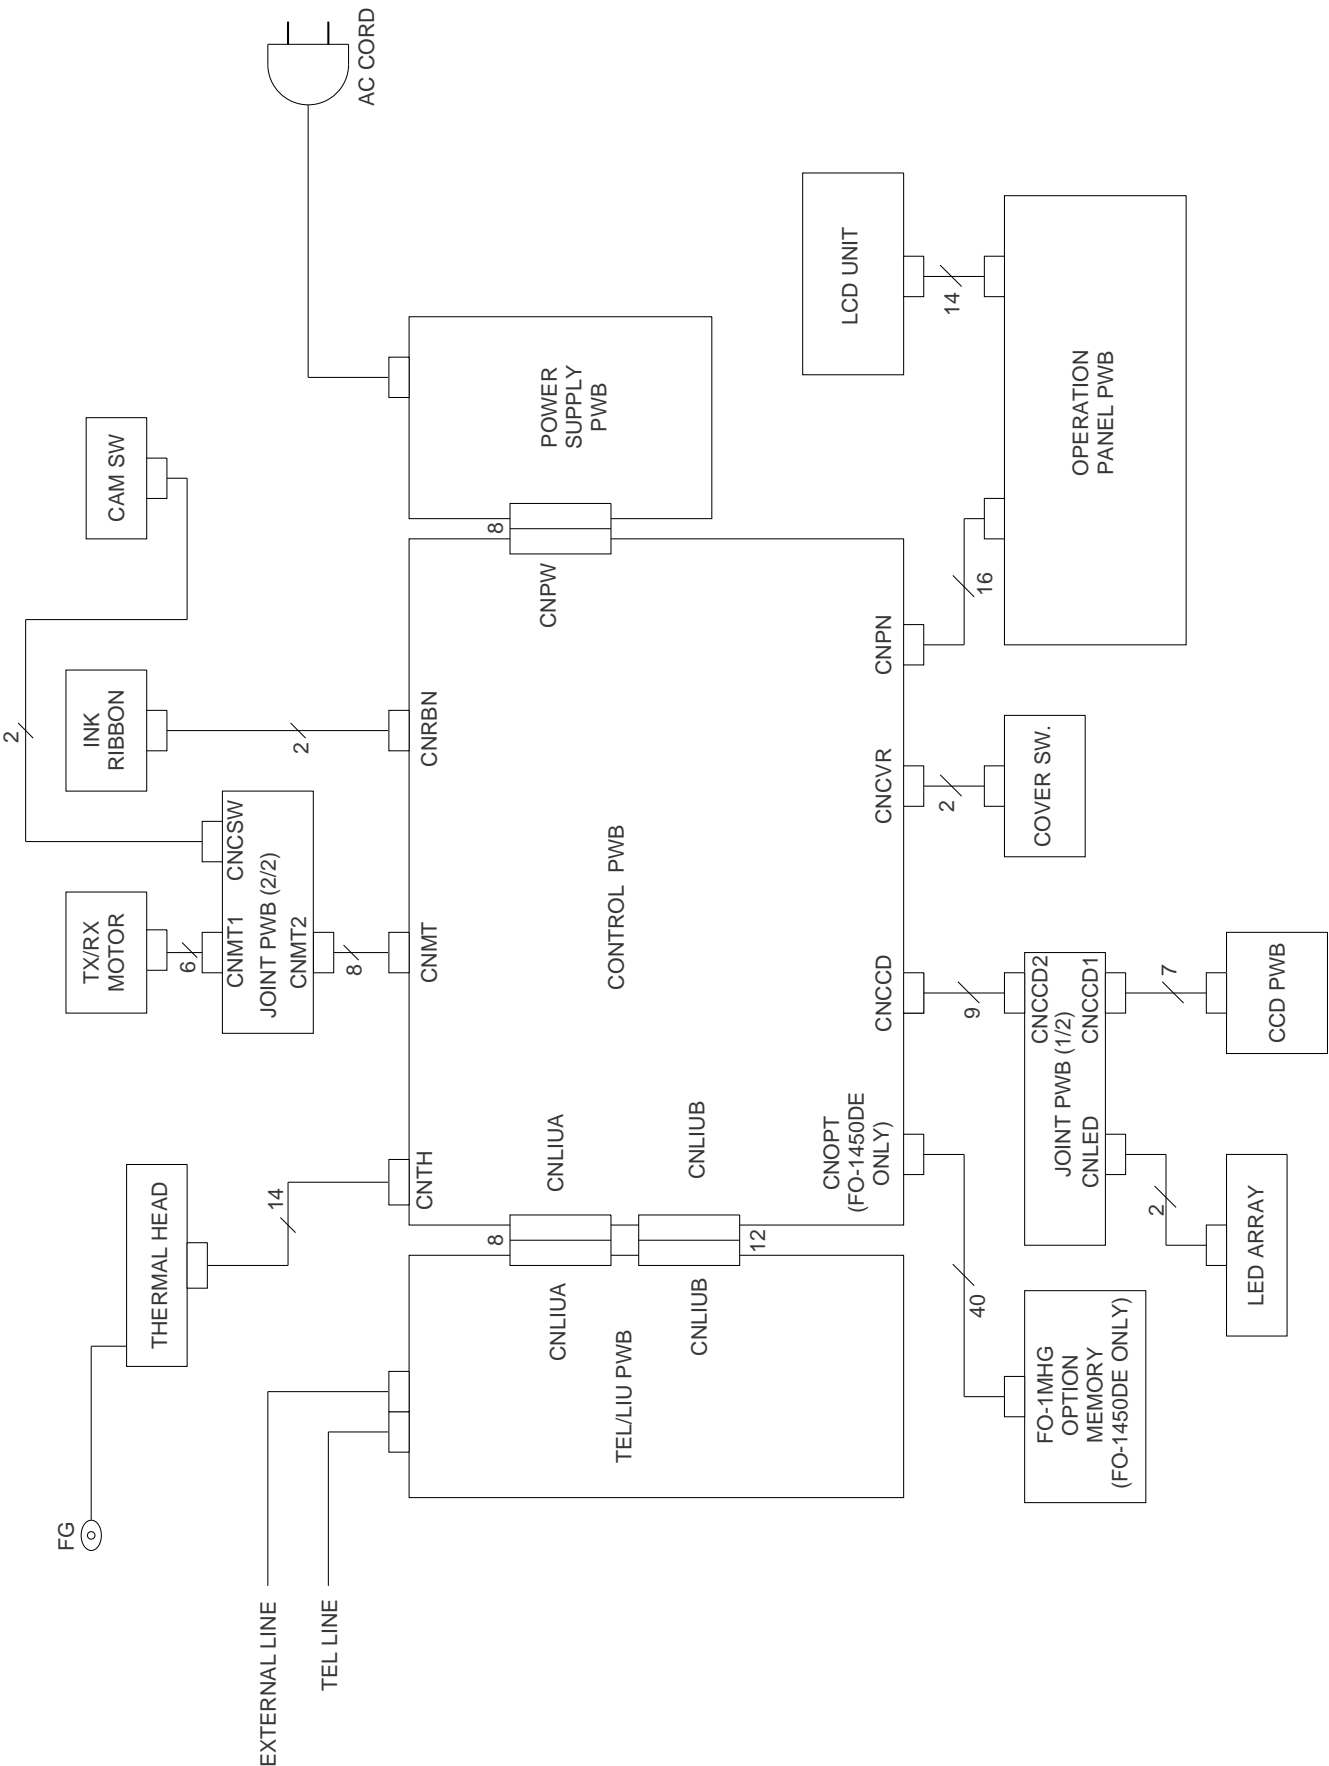 FG
EXTERNAL LINE
TEL LINE
THERMAL HEAD
14
TX/RX
MOTOR
6
CNMT1
CNCSW
JOINT PWB (2/2)
CNMT2
8
INK
RIBBON
2
2
CAM SW
AC CORD
CNTH
CNMT
CNRBN
CNLIUA
8
CNLIUA
TEL/LIU PWB
CNLIUB
12
CNLIUB
CONTROL PWB
CNPW
8
POWER
SUPPLY
PWB
LCD UNIT
14
CNOPT
(FO-1450DE
ONLY)
CNCCD
CNCVR
CNPN
40
9
2
16
FO-1MHG
OPTION
MEMORY
(FO-1450DE ONLY)
CNCCD2
JOINT PWB (1/2)
CNLED
CNCCD1
COVER SW.
OPERATION
PANEL PWB
2
7
LED ARRAY
CCD PWB